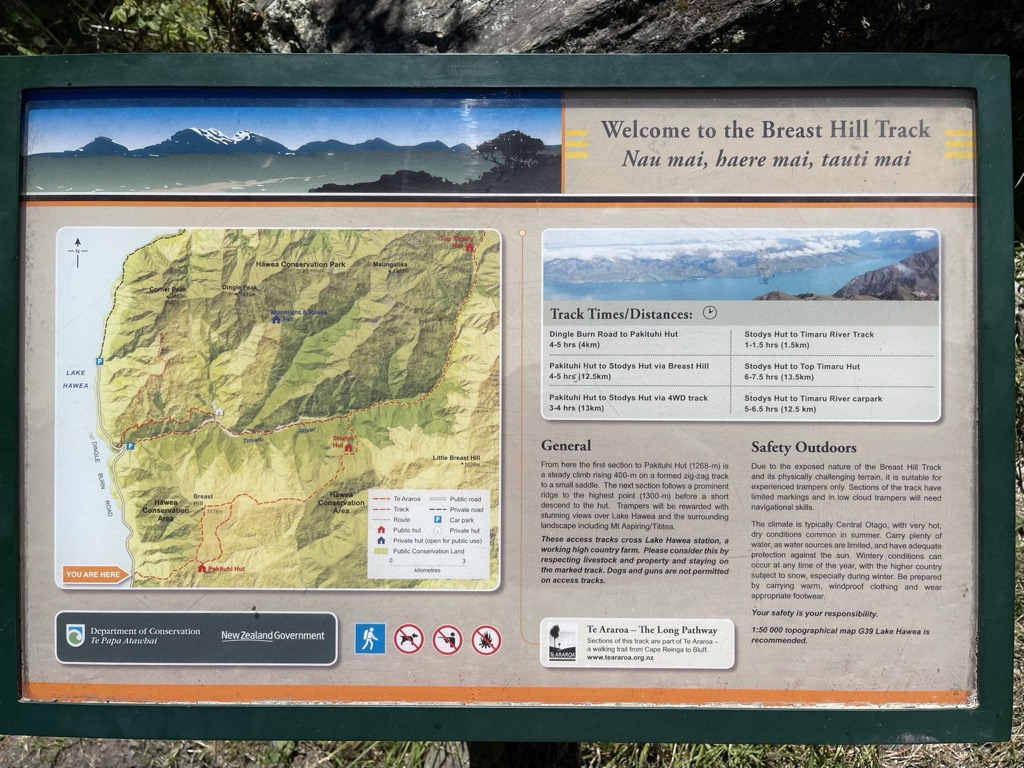 Welcome to the Breast Hill Track
Nau mai, haere mai, tauti mai
N
Top Timaru
Hut
Hāwea Conservation Park
Maungatika
Corner Peak
Dingle Peak
Moonlight & Roses
Hut
P
LAKE
HAWEA
P
Timaru
River
Stodys
Hut
DINGLE BURN ROAD
Little Breast Hill
Breast
Hill
1578m
Hāwea
Conservation
Area
Hāwea
Conservation
Area
Pakituhi Hut
YOU ARE HERE
Te Araroa
Track
Route
Public hut
Private hut (open for public use)
Public Conservation Land
Public road
Private road
P Car park
Private hut
0 3
kilometres
Track Times/Distances:
Dingle Burn Road to Pakituhi Hut
4-5 hrs (4km)
Pakituhi Hut to Stodys Hut via Breast Hill
4-5 hrs (12.5km)
Pakituhi Hut to Stodys Hut via 4WD track
3-4 hrs (13km)
Stodys Hut to Timaru River Track
1-1.5 hrs (1.5km)
Stodys Hut to Top Timaru Hut
6-7.5 hrs (13.5km)
Stodys Hut to Timaru River carpark
5-6.5 hrs (12.5 km)
General
From here the first section to Pakituhi Hut (1268-m) is
a steady climb rising 400-m on a formed zig-zag track
to a small saddle. The next section follows a prominent
ridge to the highest point (1300-m) before a short
descent to the hut. Trampers will be rewarded with
stunning views over Lake Hawea and the surrounding
landscape including Mt Aspiring/Tititea.
These access tracks cross Lake Hawea station, a
working high country farm. Please consider this by
respecting livestock and property and staying on
the marked track. Dogs and guns are not permitted
on access tracks.
Safety Outdoors
Due to the exposed nature of the Breast Hill Track
and its physically challenging terrain, it is suitable for
experienced trampers only. Sections of the track have
limited markings and in low cloud trampers will need
navigational skills.
The climate is typically Central Otago, with very hot,
dry conditions common in summer. Carry plenty of
water, as water sources are limited, and have adequate
protection against the sun. Wintery conditions can
occur at any time of the year, with the higher country
subject to snow, especially during winter. Be prepared
by carrying warm, windproof clothing and wear
appropriate footwear.
Your safety is your responsibility.
1:50 000 topographical map G39 Lake Hawea is
recommended.
Department of Conservation
Te Papa Atawhai
New Zealand Government
TE ARAROA
Te Araroa – The Long Pathway
Sections of this track are part of Te Araroa –
a walking trail from Cape Reinga to Bluff.
www.teararoa.org.nz